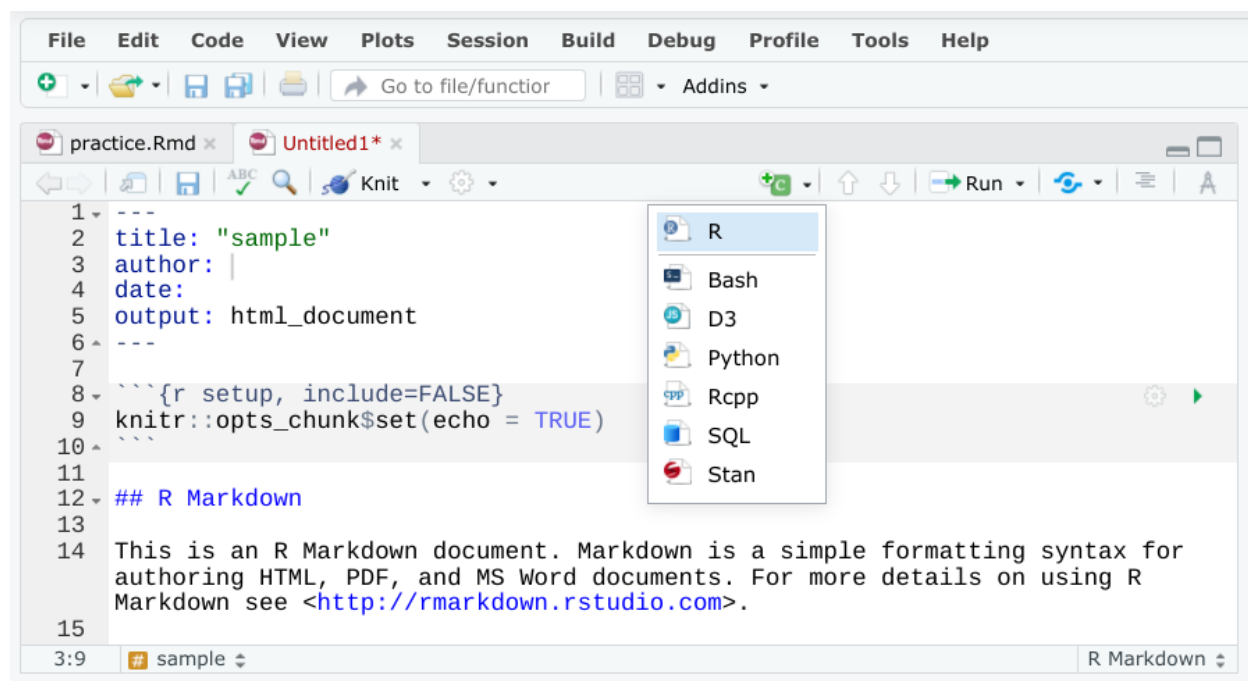 File Edit Code View Plots Session Build Debug Profile Tools Help
Go to file/functior Addins
practice.Rmd × Untitled1* ×
ABC Knit C Run
1 ---
2 title: "sample"
3 author:
4 date:
5 output: html_document
6 ---
7
8 ```{r setup, include=FALSE}
9 knitr::opts_chunk$set(echo = TRUE)
10 ```
11
12 ## R Markdown
13
14 This is an R Markdown document. Markdown is a simple formatting syntax for
authoring HTML, PDF, and MS Word documents. For more details on using R
Markdown see <http://rmarkdown.rstudio.com>.
15
R
Bash
D3
Python
Rcpp
SQL
Stan
3:9 # sample R Markdown